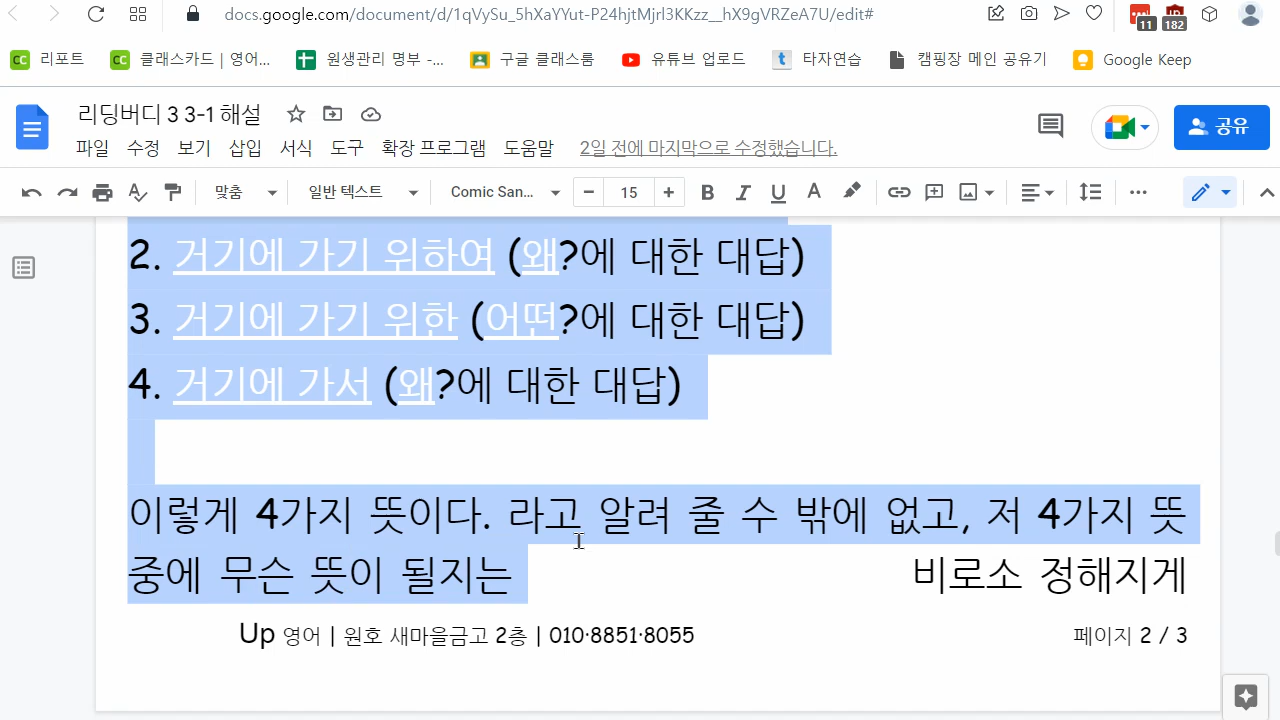 docs.google.com/document/d/1qVvSu_5hXaYYut-P24hjtMjrl3KKzz__hX9gVRZeA7U/edit#
11 182
리포트 클래스카드 | 영어... 원생관리 명부 -... 구글 클래스룸 유튜브 업로드 타자연습 캠핑장 메인 공유기 Google Keep
리딩버디 3 3-1 해설
공유
파일 수정 보기 삽입 서식 도구 확장 프로그램 도움말 2일 전에 마지막으로 수정했습니다.
맞춤 일반 텍스트 Comic San... 15
2. 거기에 가기 위하여 (왜?에 대한 대답)
3. 거기에 가기 위한 (어떤?에 대한 대답)
4. 거기에 가서 (왜?에 대한 대답)
이렇게 4가지 뜻이다. 라고 알려 줄 수 밖에 없고, 저 4가지 뜻
중에 무슨 뜻이 될지는 비로소 정해지게
Up 영어 | 원호 새마을금고 2층 | 010·8851·8055 페이지 2 / 3